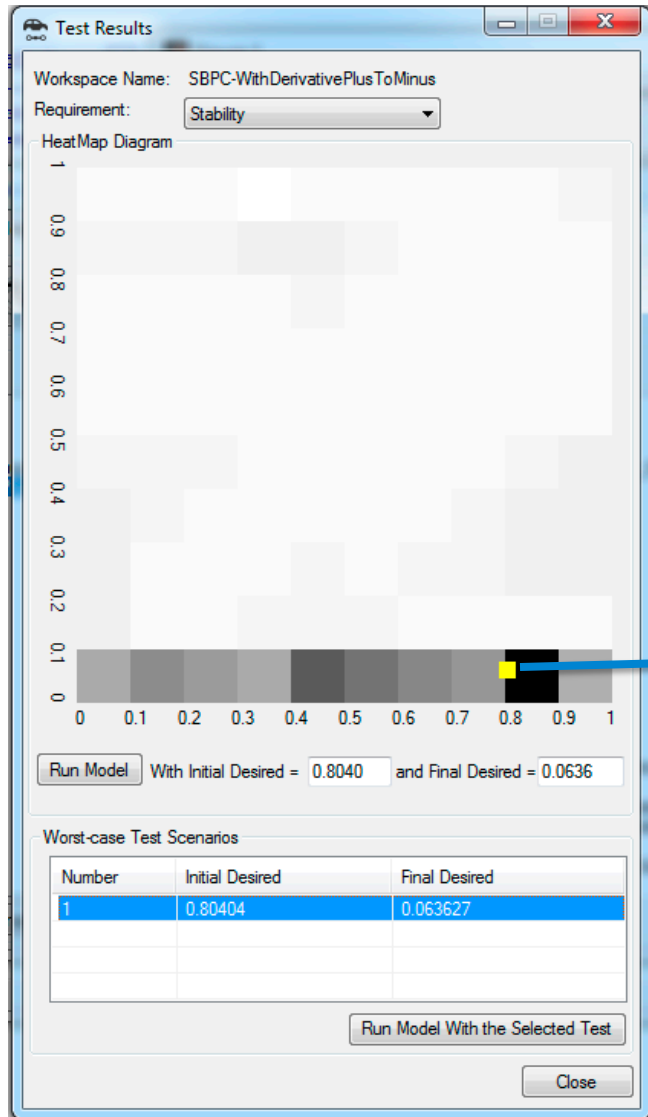 Test Results
Workspace Name: SBPC-WithDerivativePlusToMinus
Requirement: Stability
HeatMap Diagram
1
0.9
0.8
0.7
0.6
0.5
0.4
0.3
0.2
0.1
0
0 0.1 0.2 0.3 0.4 0.5 0.6 0.7 0.8 0.9 1
Run Model With Initial Desired = 0.8040 and Final Desired = 0.0636
Worst-case Test Scenarios
Number Initial Desired Final Desired
1 0.80404 0.063627
Run Model With the Selected Test
Close